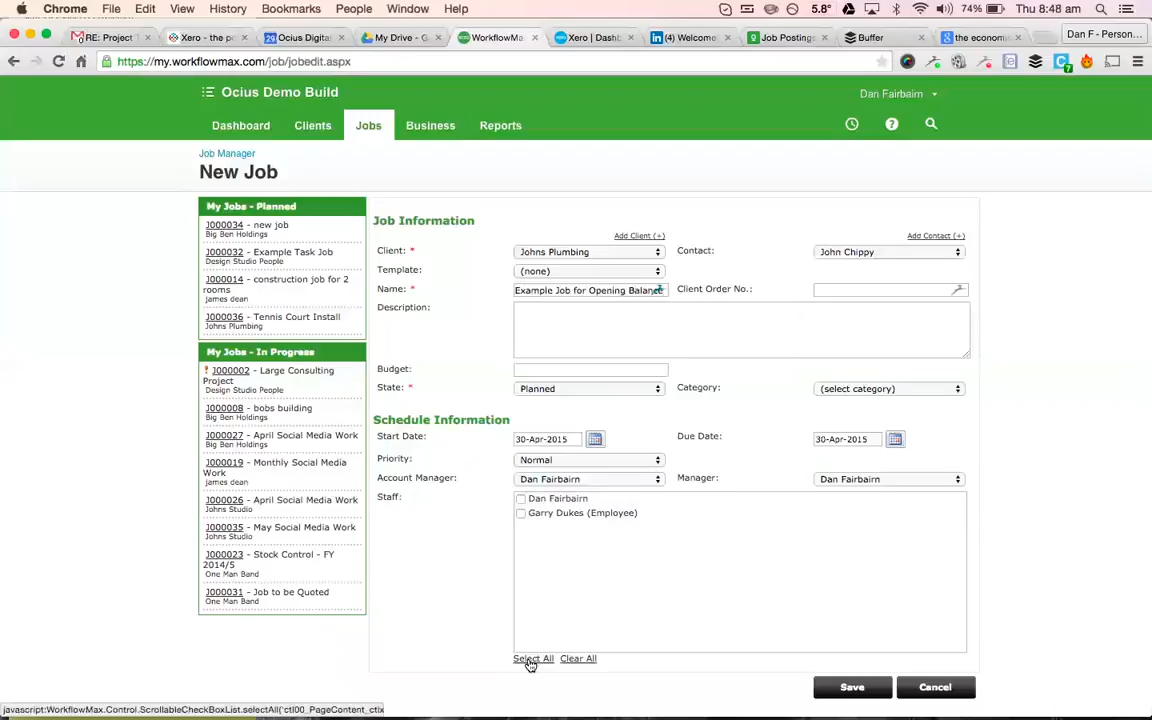 Chrome File Edit View History Bookmarks People Window Help 5.8° 74% Thu 8:48 am
RE: Project Xero - the po Ocius Digita My Drive - G WorkflowMa Xero | Dash (4) Welcome Job Postings Buffer the economi Dan F - Person...
https://my.workflowmax.com/job/jobedit.aspx
7
Ocius Demo Build
Dan Fairbairn
Dashboard Clients Jobs Business Reports
Job Manager
New Job
My Jobs - Planned
J000034 - new job
Big Ben Holdings
J000032 - Example Task Job
Design Studio People
J000014 - construction job for 2
rooms
james dean
J000036 - Tennis Court Install
Johns Plumbing
My Jobs - In Progress
! J000002 - Large Consulting
Project
Design Studio People
J000008 - bobs building
Big Ben Holdings
J000027 - April Social Media Work
Big Ben Holdings
J000019 - Monthly Social Media
Work
james dean
J000026 - April Social Media Work
Johns Studio
J000035 - May Social Media Work
Johns Studio
J000023 - Stock Control - FY
2014/5
One Man Band
J000031 - Job to be Quoted
One Man Band
Job Information
Add Client (+) Add Contact (+)
Client: * Johns Plumbing Contact: John Chippy
Template: (none)
Name: * Example Job for Opening Balance Client Order No.:
Description:
Budget:
State: * Planned Category: (select category)
Schedule Information
Start Date: 30-Apr-2015 Due Date: 30-Apr-2015
Priority: Normal
Account Manager: Dan Fairbairn Manager: Dan Fairbairn
Staff: Dan Fairbairn
Garry Dukes (Employee)
Select All Clear All
Save Cancel
javascript:WorkflowMax.Control.ScrollableCheckBoxList.selectAll('ctl00_PageContent_ctlx